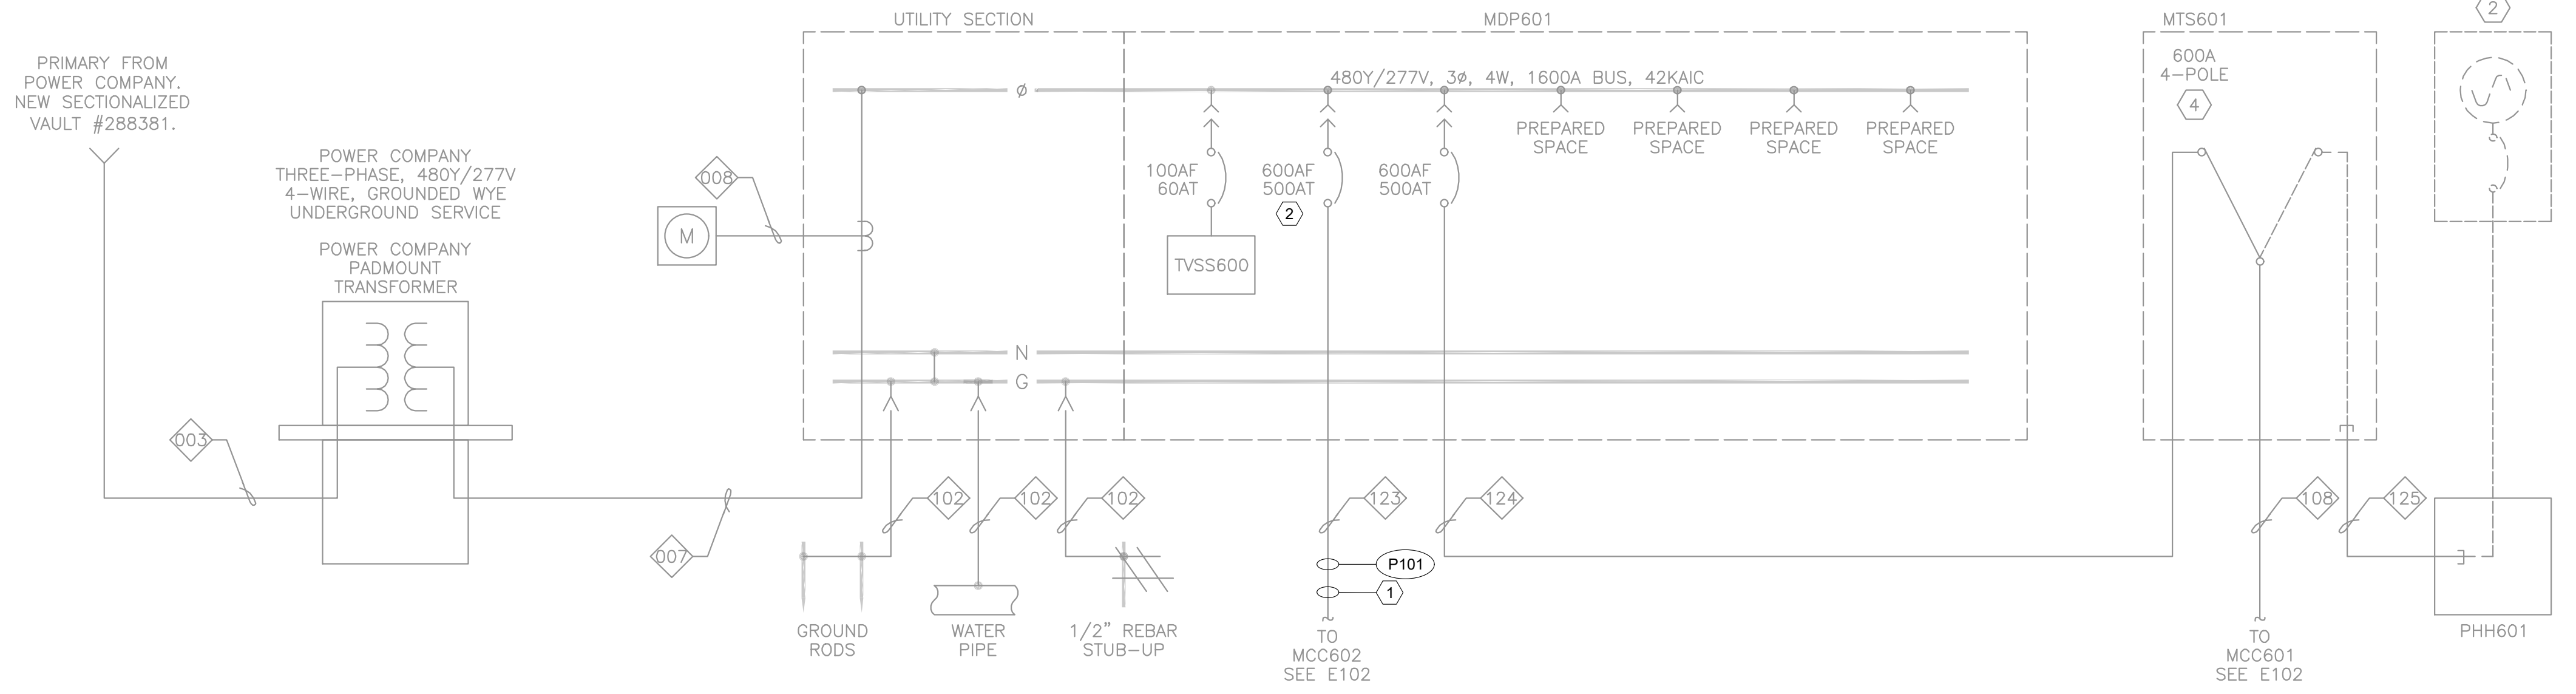 UTILITY SECTION
MDP601
MTS601
2
PRIMARY FROM
POWER COMPANY.
NEW SECTIONALIZED
VAULT #288381.
POWER COMPANY
THREE-PHASE, 480Y/277V
4-WIRE, GROUNDED WYE
UNDERGROUND SERVICE
POWER COMPANY
PADMOUNT
TRANSFORMER
003
007
008
M
ø
480Y/277V, 3ø, 4W, 1600A BUS, 42KAIC
100AF
60AT
TVSS600
600AF
500AT
2
600AF
500AT
PREPARED
SPACE
PREPARED
SPACE
PREPARED
SPACE
PREPARED
SPACE
N
G
102
102
102
GROUND
RODS
WATER
PIPE
1/2" REBAR
STUB-UP
123
124
P101
1
TO
MCC602
SEE E102
600A
4-POLE
4
108
125
TO
MCC601
SEE E102
PHH601